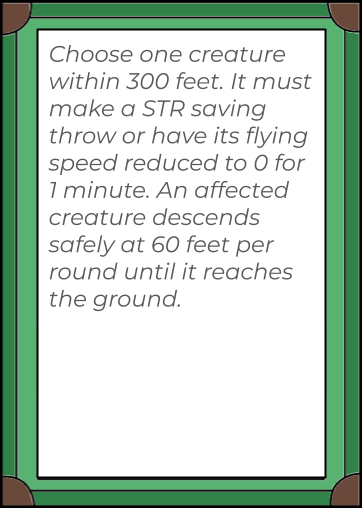 Choose one creature
within 300 feet. It must
make a STR saving
throw or have its flying
speed reduced to 0 for
1 minute. An affected
creature descends
safely at 60 feet per
round until it reaches
the ground.